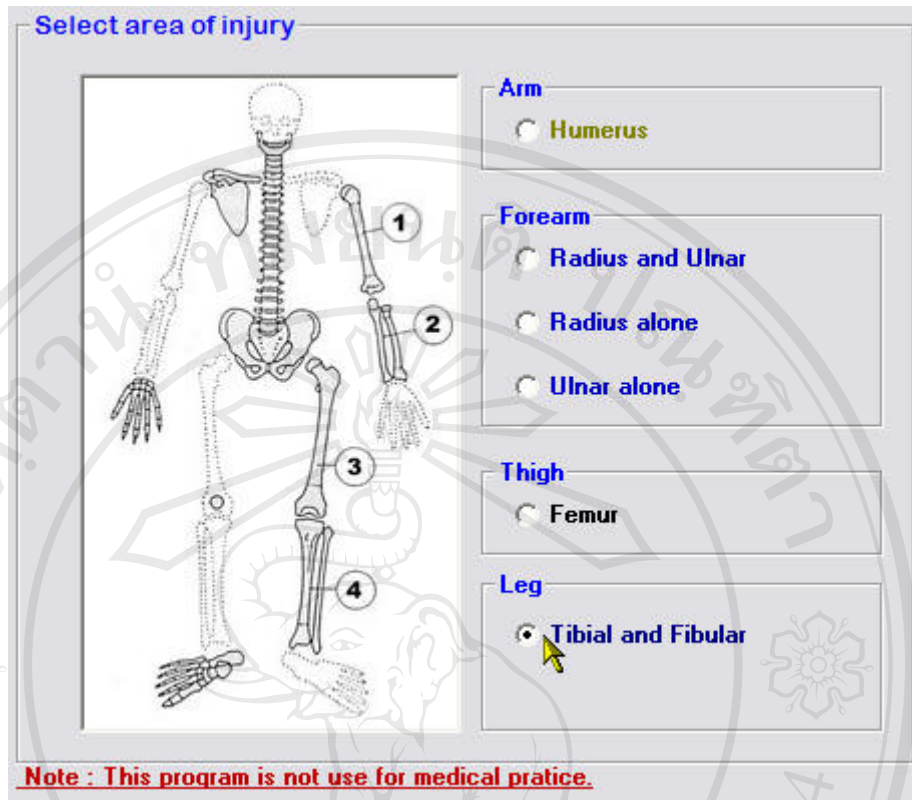 Select area of injury
Arm
Humerus
Forearm
Radius and Ulnar
Radius alone
Ulnar alone
Thigh
Femur
Leg
Tibial and Fibular
1
2
3
4
Note : This program is not use for medical pratice.